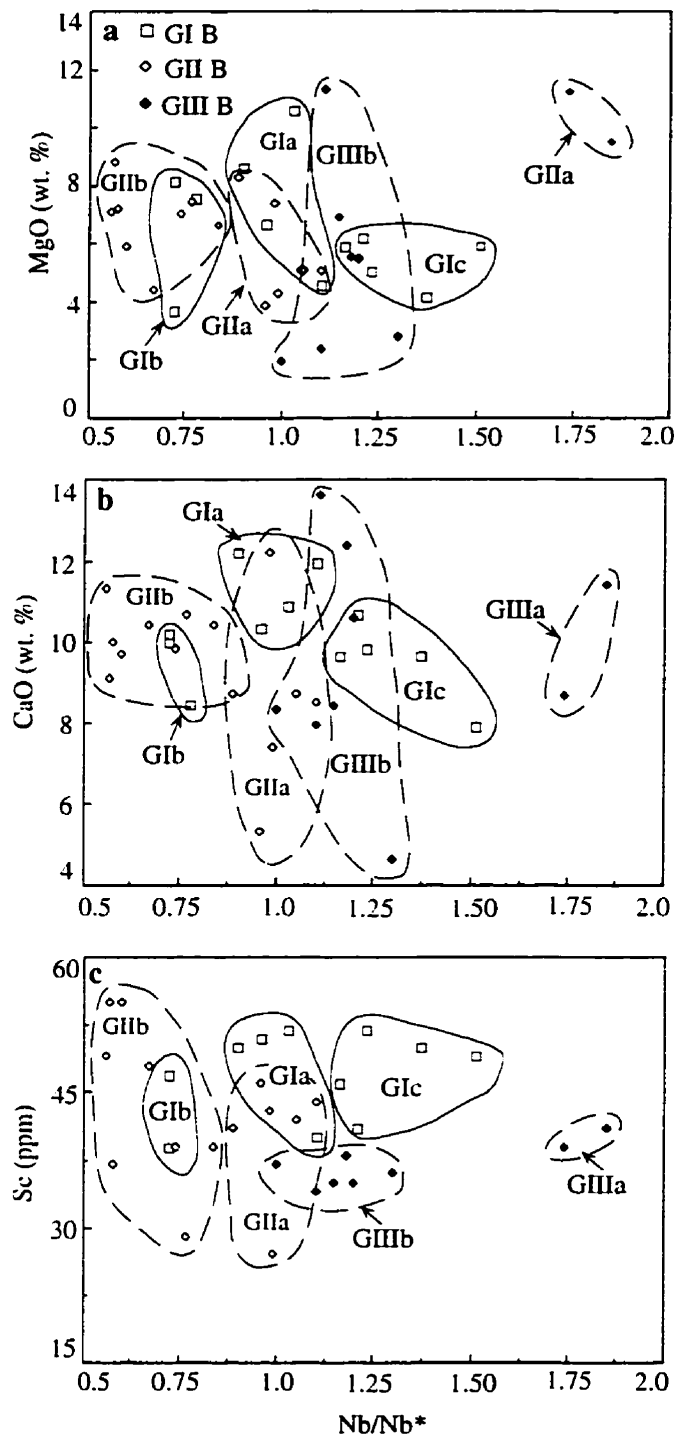 a
□ GI B
◇ GII B
◆ GIII B
14
12
8
4
0
MgO (wt. %)
GIIb
GIa
GIIIb
GIIa
GIc
GIIa
GIb
0.5 0.75 1.0 1.25 1.50 1.75 2.0
b
14
12
10
8
6
4
CaO (wt. %)
GIa
GIIb
GIIIa
GIc
GIb
GIIa
GIIIb
0.5 0.75 1.0 1.25 1.50 1.75 2.0
c
60
45
30
15
Sc (ppm)
GIIb
GIa
GIc
GIb
GIIIa
GIIa
GIIIb
0.5 0.75 1.0 1.25 1.50 1.75 2.0
Nb/Nb*